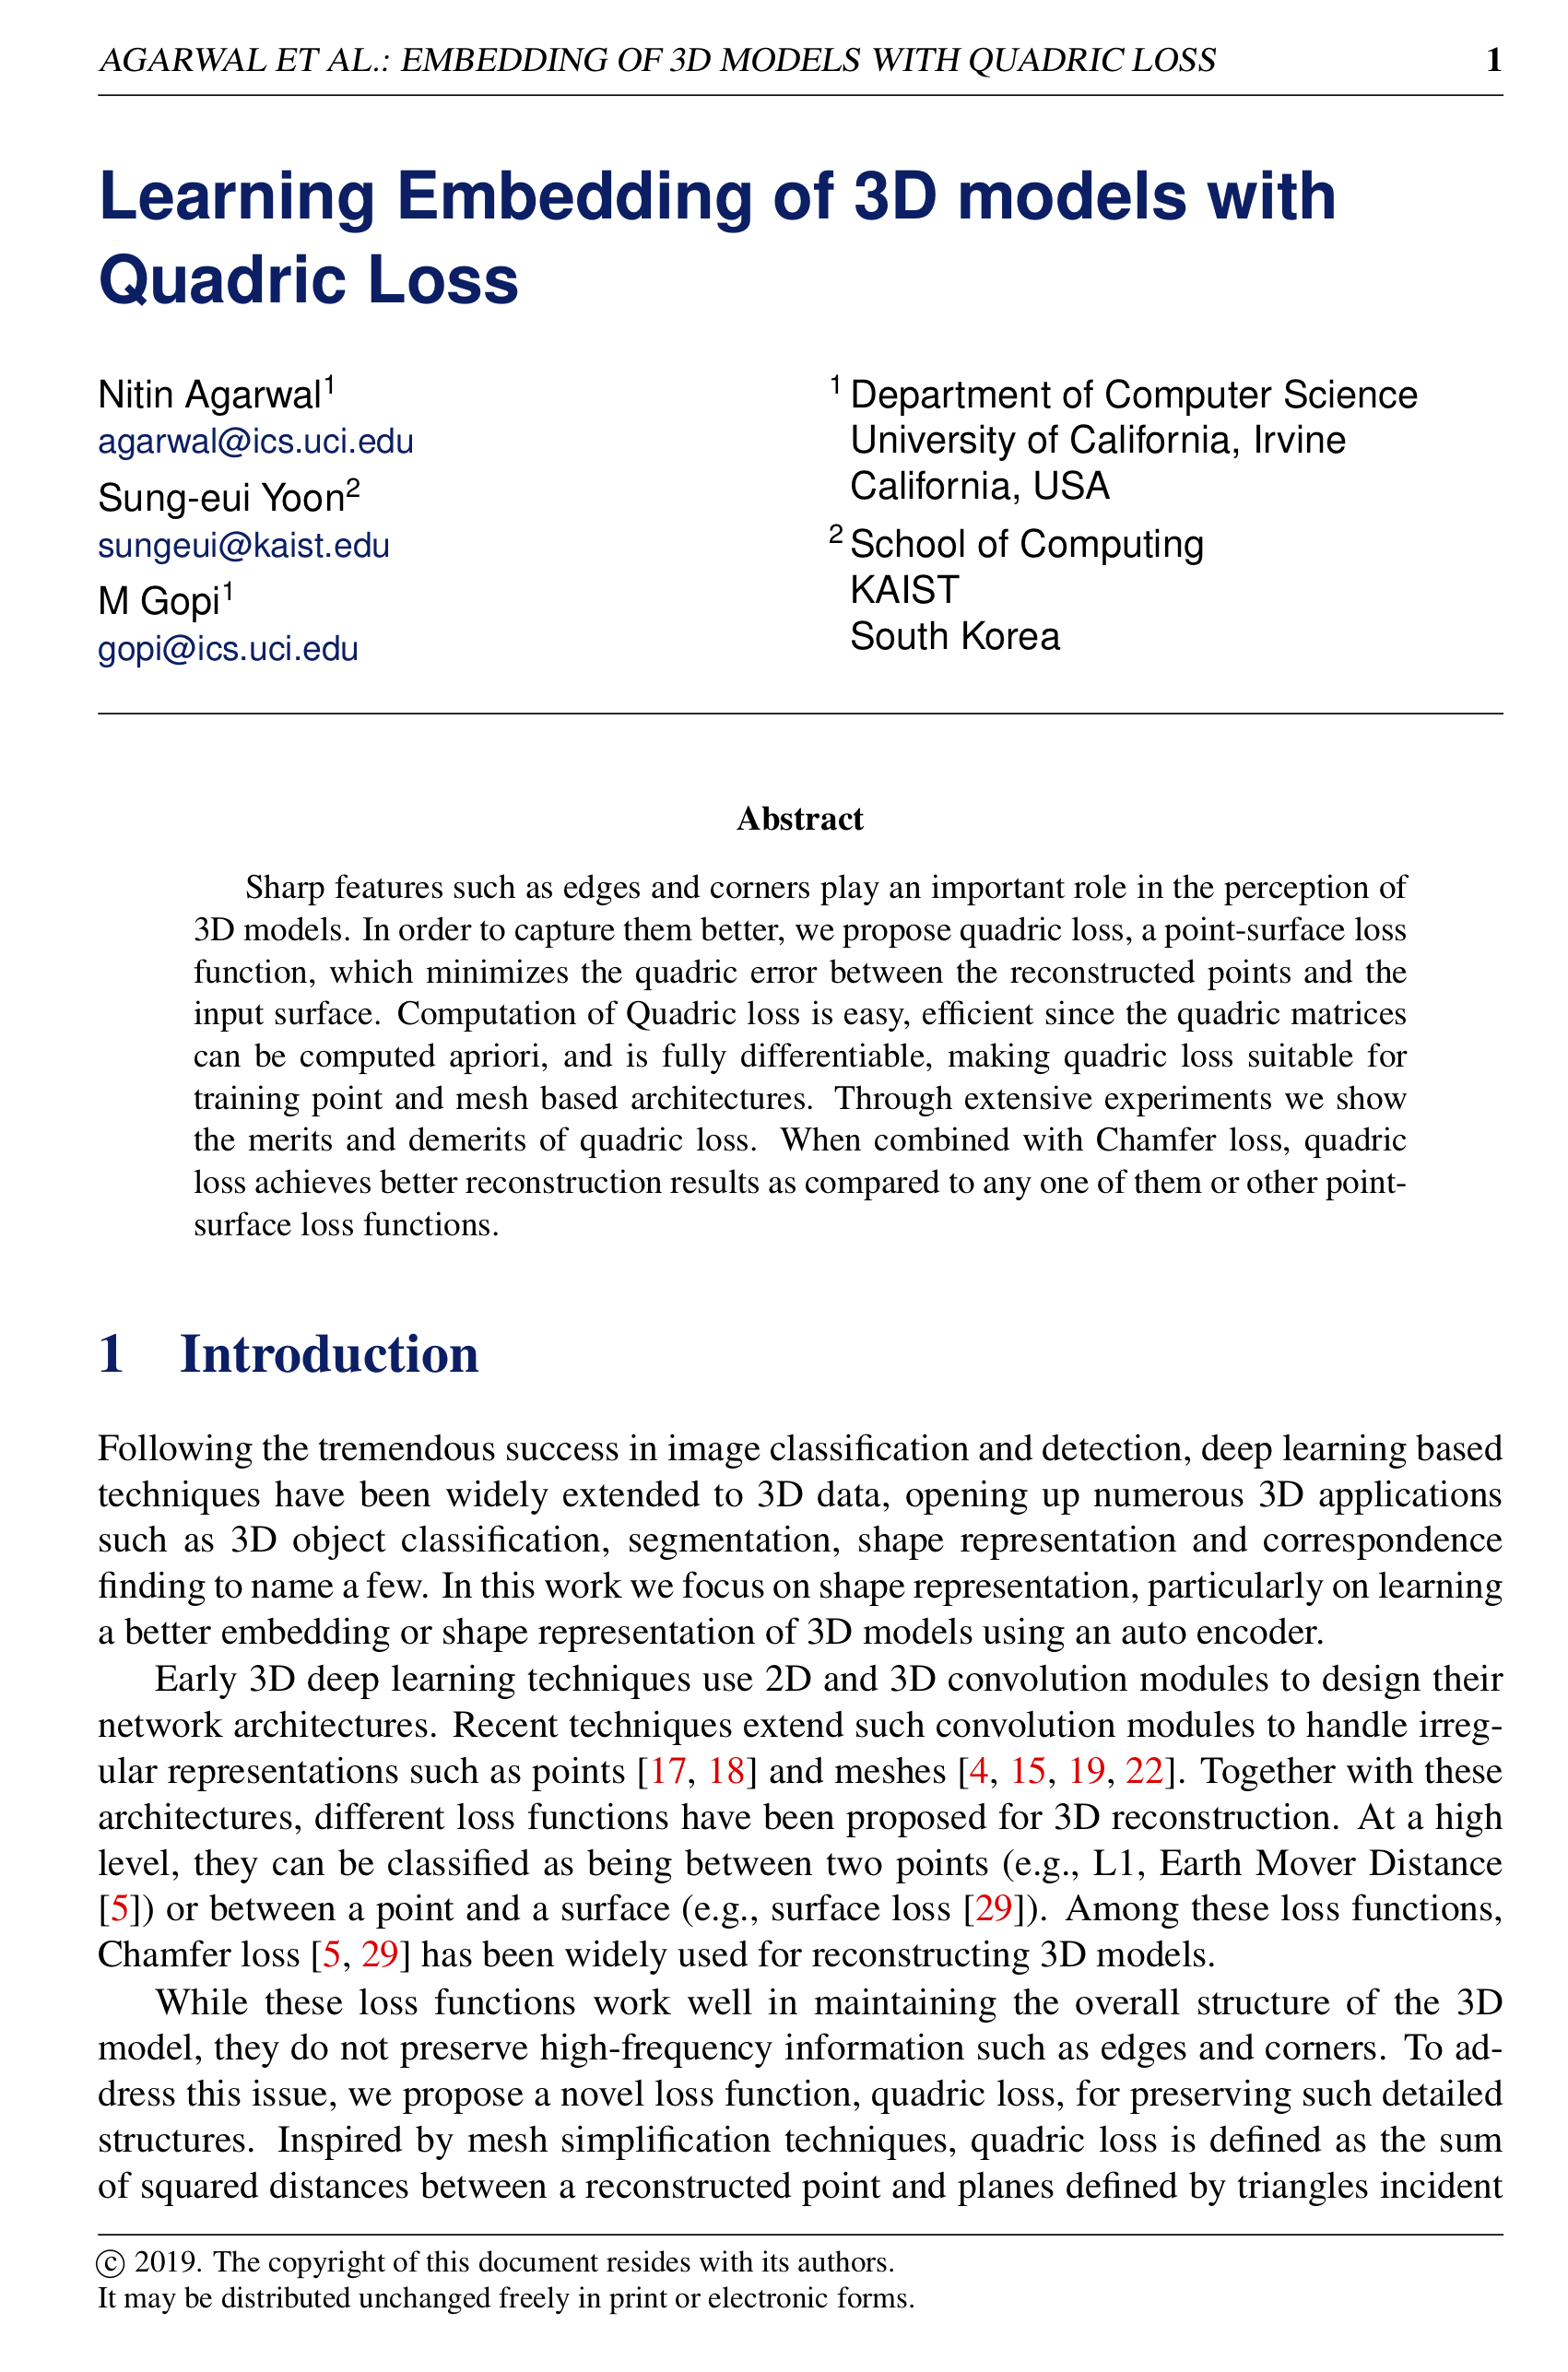 AGARWAL ET AL.: EMBEDDING OF 3D MODELS WITH QUADRIC LOSS 1
Learning Embedding of 3D models with
Quadric Loss
Nitin Agarwal1
agarwal@ics.uci.edu
Sung-eui Yoon2
sungeui@kaist.edu
M Gopi1
gopi@ics.uci.edu
1 Department of Computer Science
University of California, Irvine
California, USA
2 School of Computing
KAIST
South Korea
Abstract
Sharp features such as edges and corners play an important role in the perception of
3D models. In order to capture them better, we propose quadric loss, a point-surface loss
function, which minimizes the quadric error between the reconstructed points and the
input surface. Computation of Quadric loss is easy, efficient since the quadric matrices
can be computed apriori, and is fully differentiable, making quadric loss suitable for
training point and mesh based architectures. Through extensive experiments we show
the merits and demerits of quadric loss. When combined with Chamfer loss, quadric
loss achieves better reconstruction results as compared to any one of them or other point-
surface loss functions.
1 Introduction
Following the tremendous success in image classification and detection, deep learning based
techniques have been widely extended to 3D data, opening up numerous 3D applications
such as 3D object classification, segmentation, shape representation and correspondence
finding to name a few. In this work we focus on shape representation, particularly on learning
a better embedding or shape representation of 3D models using an auto encoder.
Early 3D deep learning techniques use 2D and 3D convolution modules to design their
network architectures. Recent techniques extend such convolution modules to handle irreg-
ular representations such as points [17, 18] and meshes [4, 15, 19, 22]. Together with these
architectures, different loss functions have been proposed for 3D reconstruction. At a high
level, they can be classified as being between two points (e.g., L1, Earth Mover Distance
[5]) or between a point and a surface (e.g., surface loss [29]). Among these loss functions,
Chamfer loss [5, 29] has been widely used for reconstructing 3D models.
While these loss functions work well in maintaining the overall structure of the 3D
model, they do not preserve high-frequency information such as edges and corners. To ad-
dress this issue, we propose a novel loss function, quadric loss, for preserving such detailed
structures. Inspired by mesh simplification techniques, quadric loss is defined as the sum
of squared distances between a reconstructed point and planes defined by triangles incident
© 2019. The copyright of this document resides with its authors.
It may be distributed unchanged freely in print or electronic forms.